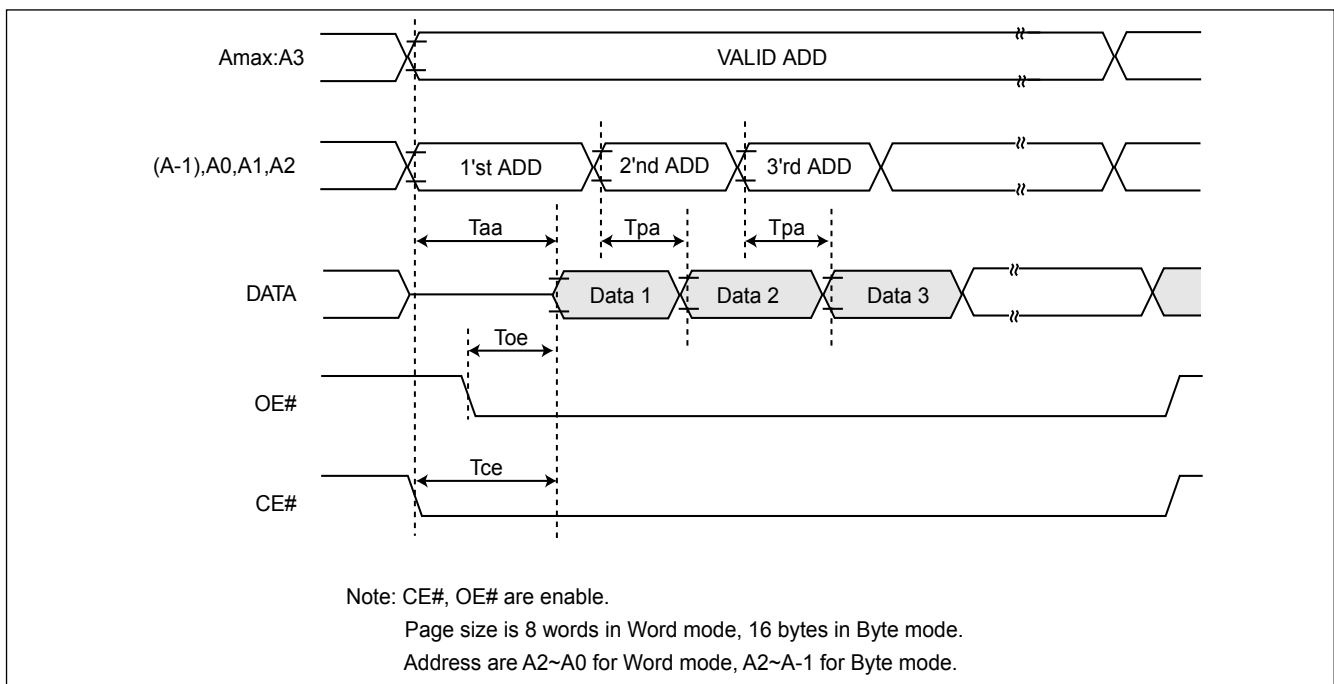 Amax:A3
VALID ADD
(A-1),A0,A1,A2
1'st ADD
2'nd ADD
3'rd ADD
Taa
Tpa
Tpa
DATA
Data 1
Data 2
Data 3
Toe
OE#
Tce
CE#
Note: CE#, OE# are enable.
Page size is 8 words in Word mode, 16 bytes in Byte mode.
Address are A2~A0 for Word mode, A2~A-1 for Byte mode.